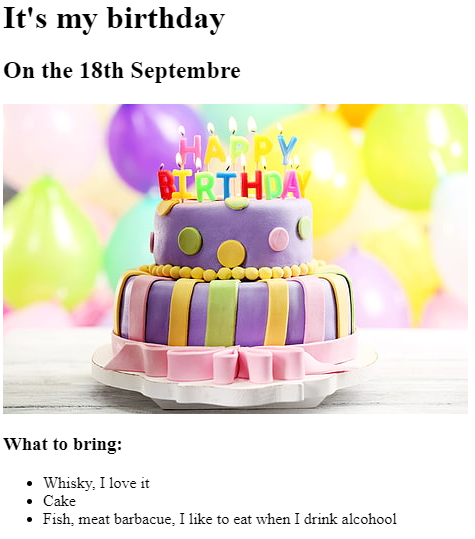 It's my birthday
On the 18th Septembre
HAPPY
BIRTHDAY
What to bring:
Whisky, I love it
Cake
Fish, meat barbacue, I like to eat when I drink alcohool